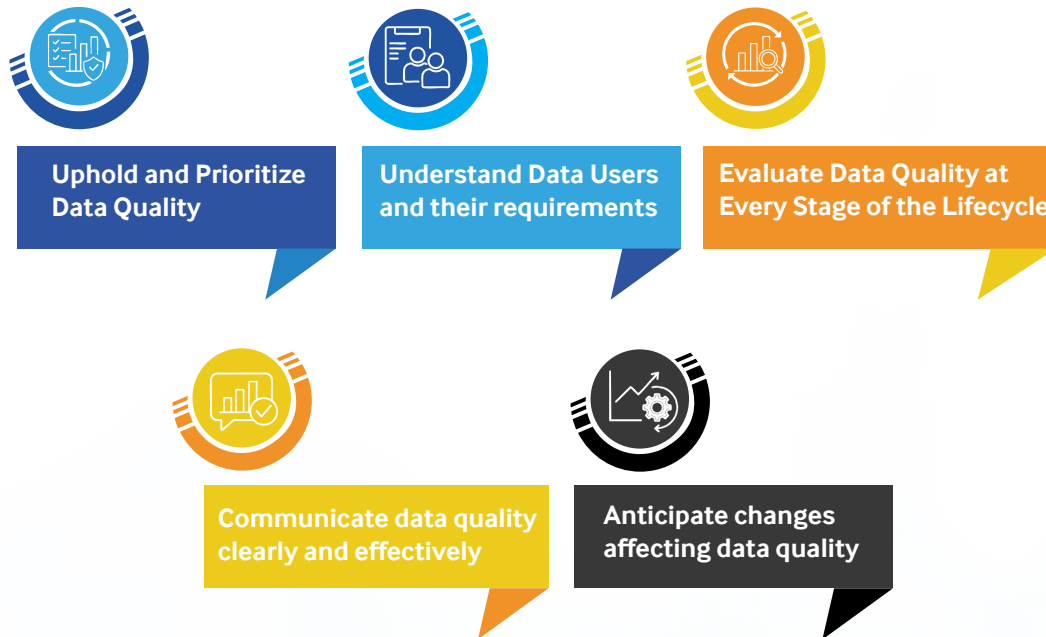 Uphold and Prioritize
Data Quality
Understand Data Users
and their requirements
Evaluate Data Quality at
Every Stage of the Lifecycle
Communicate data quality
clearly and effectively
Anticipate changes
affecting data quality